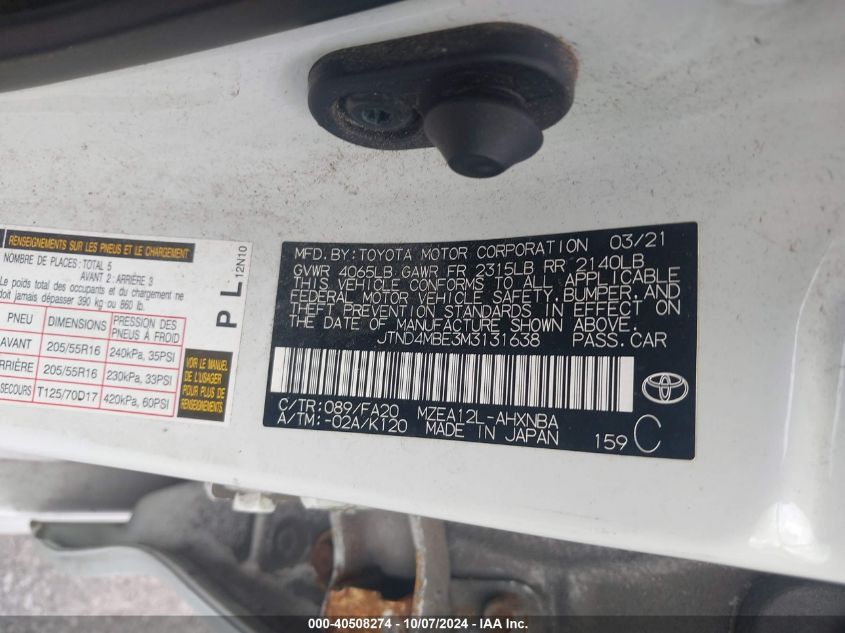 RENSEIGNEMENTS SUR LES PNEUS ET LE CHARGEMENT
NOMBRE DE PLACES : TOTAL 5
AVANT 2 : ARRIÈRE 3
Le poids total des occupants et du chargement ne
doit jamais dépasser 390 kg ou 860 lb.
PNEU DIMENSIONS PRESSION DES PNEUS À FROID
AVANT 205/55R16 240kPa, 35PSI
ARRIÈRE 205/55R16 230kPa, 33PSI
SECOURS T125/70D17 420kPa, 60PSI
VOIR LE MANUEL
DE L'USAGER
POUR PLUS DE
RENSEIGNEMENTS
P L
12N10
MFD. BY: TOYOTA MOTOR CORPORATION 03/21
GVWR 4065LB GAWR FR 2315LB RR 2140LB
THIS VEHICLE CONFORMS TO ALL APPLICABLE
FEDERAL MOTOR VEHICLE SAFETY, BUMPER, AND
THEFT PREVENTION STANDARDS IN EFFECT ON
THE DATE OF MANUFACTURE SHOWN ABOVE.
JTND4MBE3M3131638 PASS. CAR
C/TR: 089/FA20 MZEA12L-AHXNBA
A/TM: -02A/K120 MADE IN JAPAN
159 C
TOYOTA
000-40508274 - 10/07/2024 - IAA Inc.